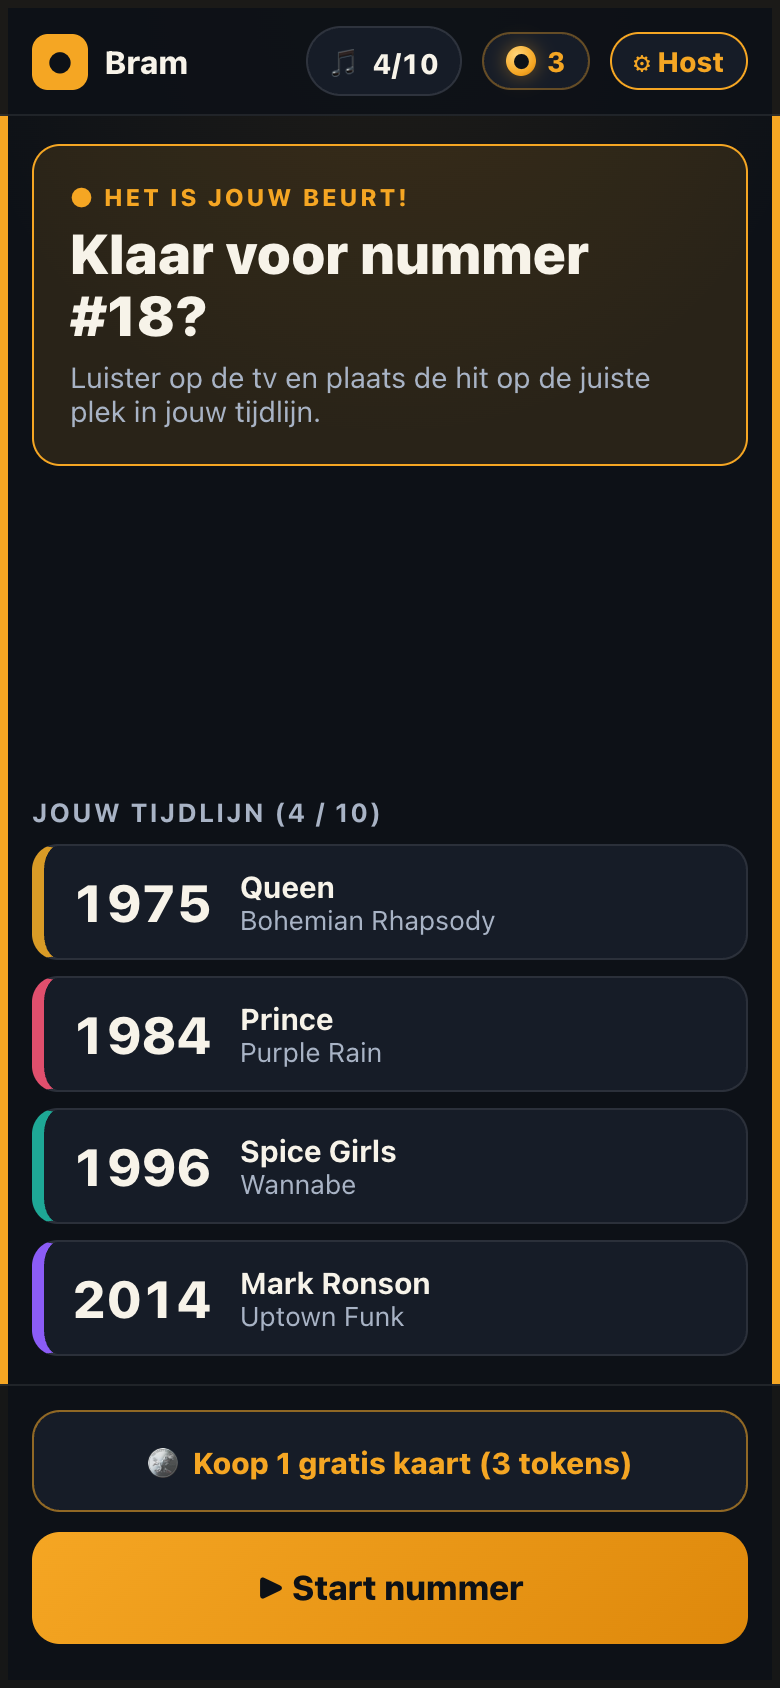 Bram
4/10
3
Host
HET IS JOUW BEURT!
Klaar voor nummer
#18?
Luister op de tv en plaats de hit op de juiste
plek in jouw tijdlijn.
JOUW TIJDLIJN (4 / 10)
1975
Queen
Bohemian Rhapsody
1984
Prince
Purple Rain
1996
Spice Girls
Wannabe
2014
Mark Ronson
Uptown Funk
Koop 1 gratis kaart (3 tokens)
Start nummer